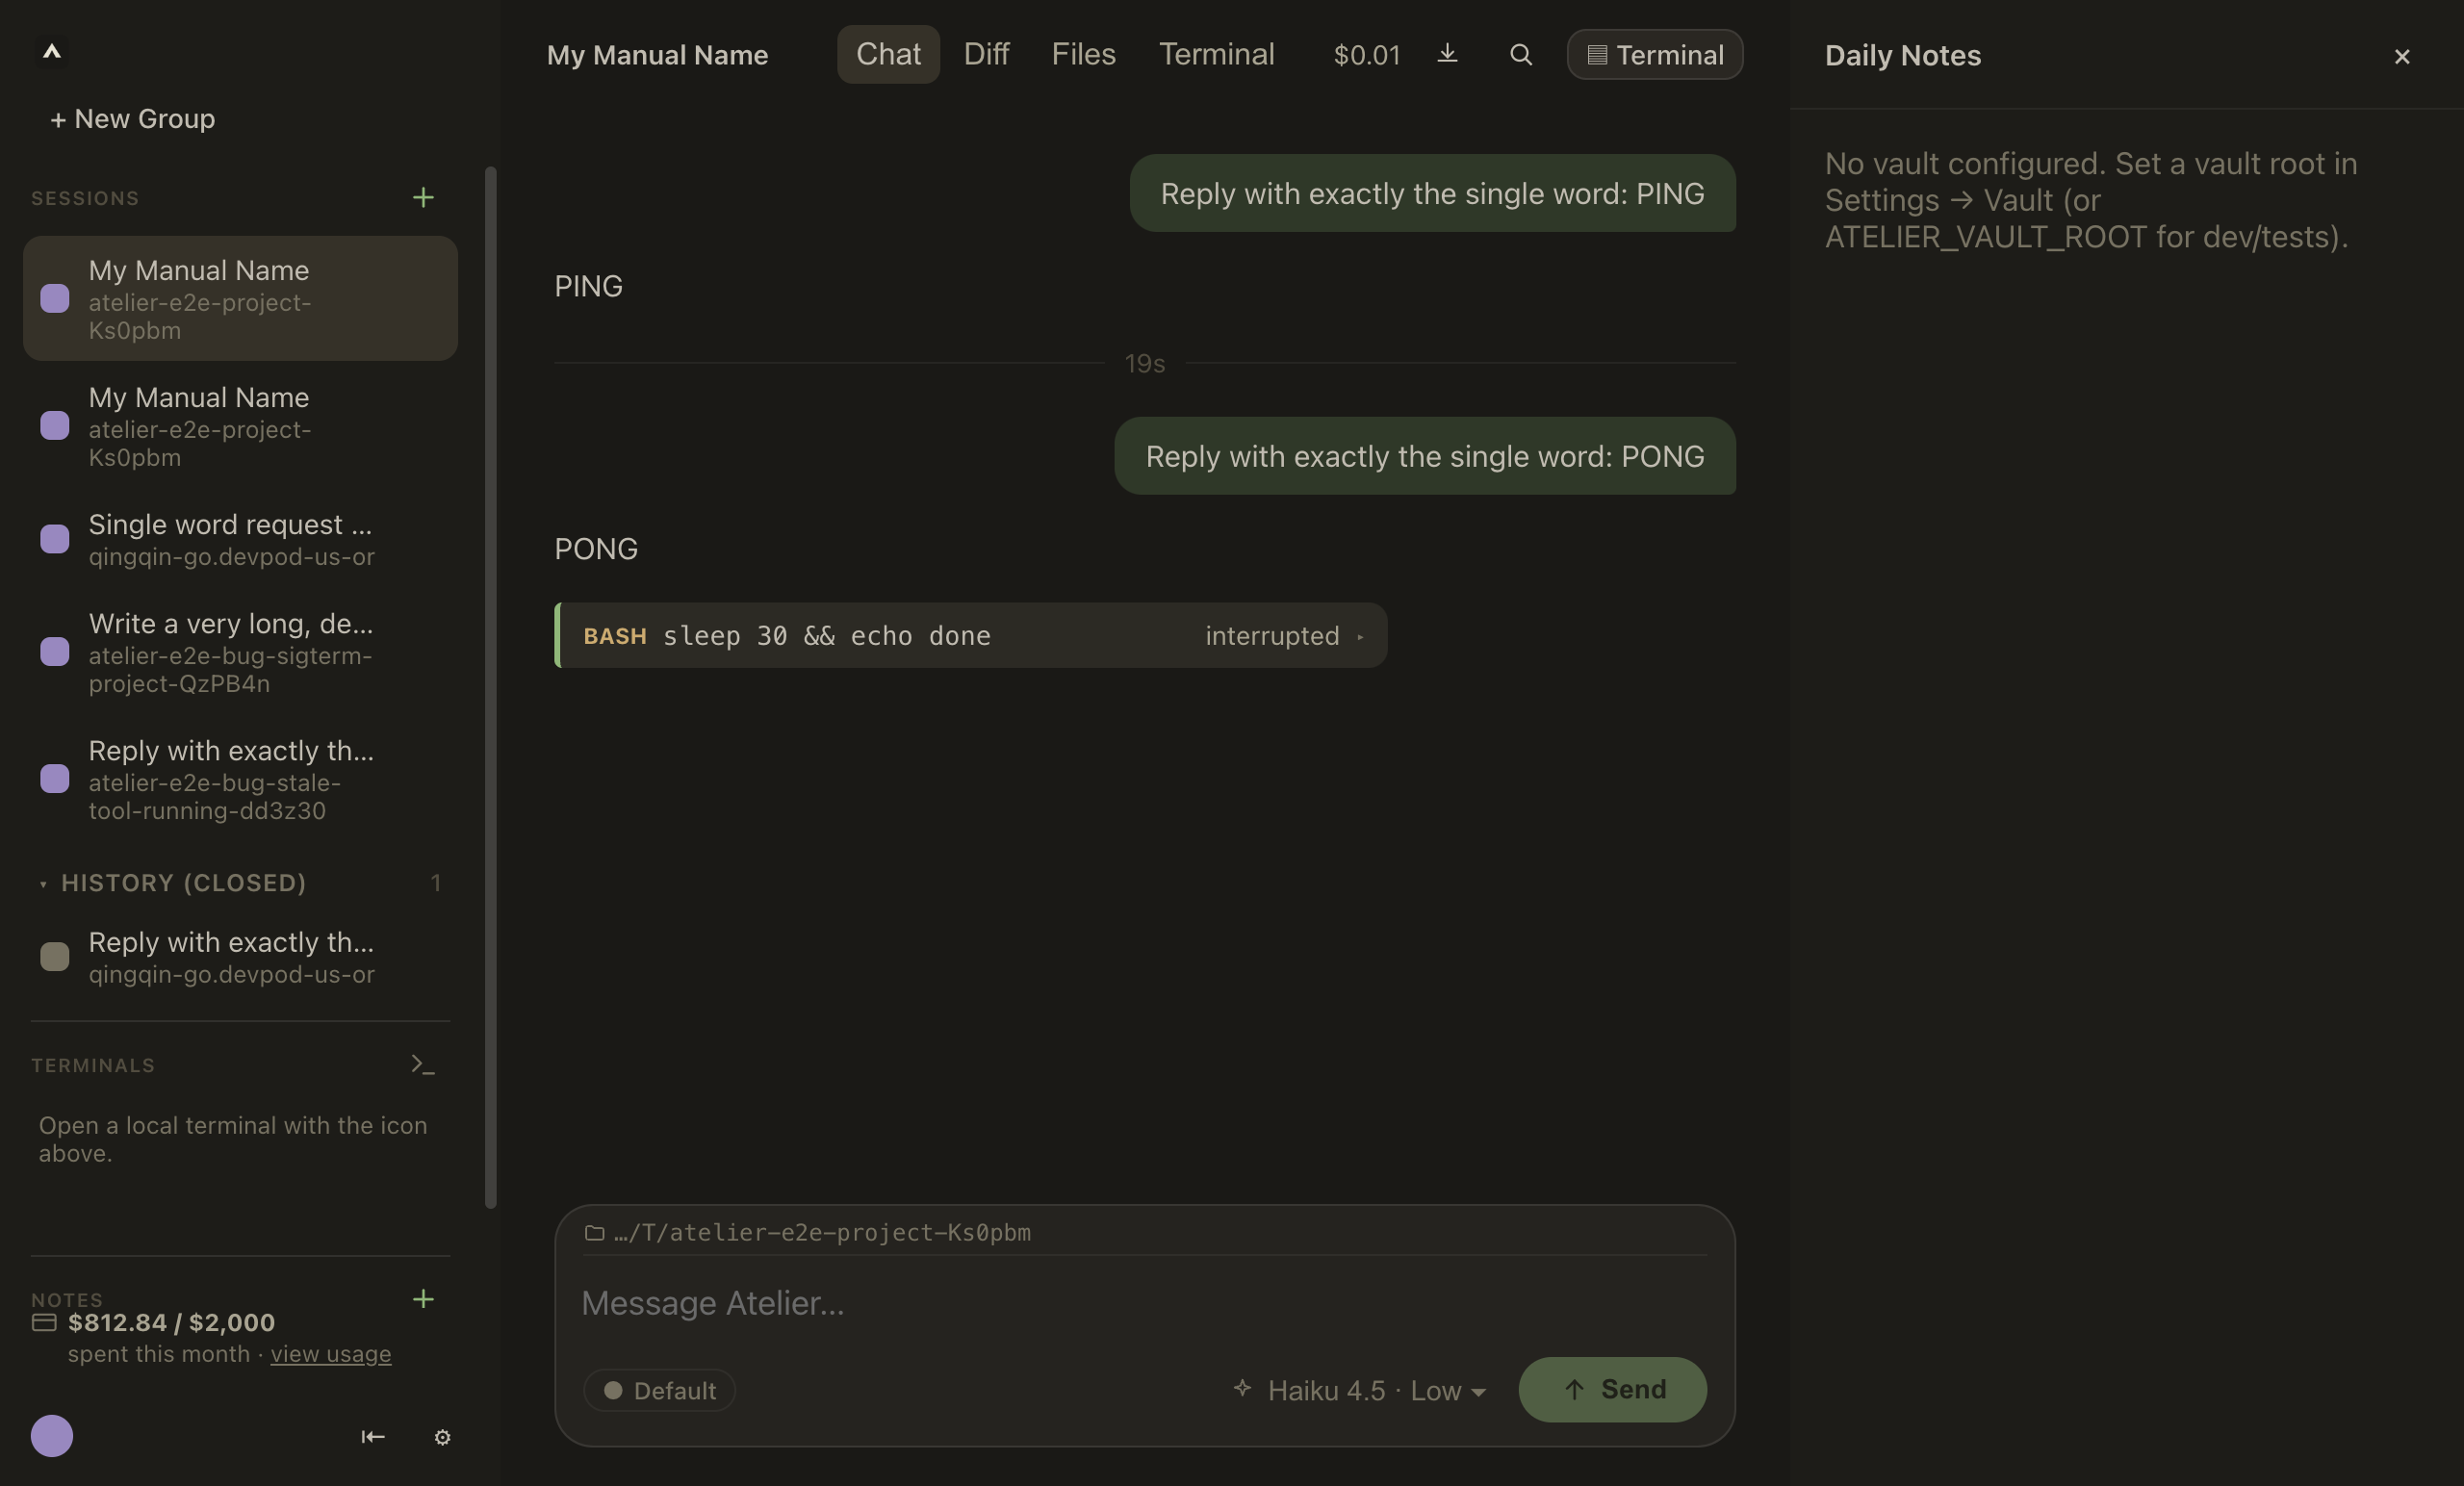 + New Group
SESSIONS
My Manual Name
atelier-e2e-project-
Ks0pbm
My Manual Name
atelier-e2e-project-
Ks0pbm
Single word request ...
qingqin-go.devpod-us-or
Write a very long, de...
atelier-e2e-bug-sigterm-
project-QzPB4n
Reply with exactly th...
atelier-e2e-bug-stale-
tool-running-dd3z30
HISTORY (CLOSED) 1
Reply with exactly th...
qingqin-go.devpod-us-or
TERMINALS
Open a local terminal with the icon
above.
NOTES
$812.84 / $2,000
spent this month · view usage
My Manual Name
Chat Diff Files Terminal $0.01 Terminal
Reply with exactly the single word: PING
PING
19s
Reply with exactly the single word: PONG
PONG
BASH sleep 30 && echo done interrupted
…/T/atelier-e2e-project-Ks0pbm
Message Atelier...
Default Haiku 4.5 · Low Send
Daily Notes
No vault configured. Set a vault root in
Settings → Vault (or
ATELIER_VAULT_ROOT for dev/tests).